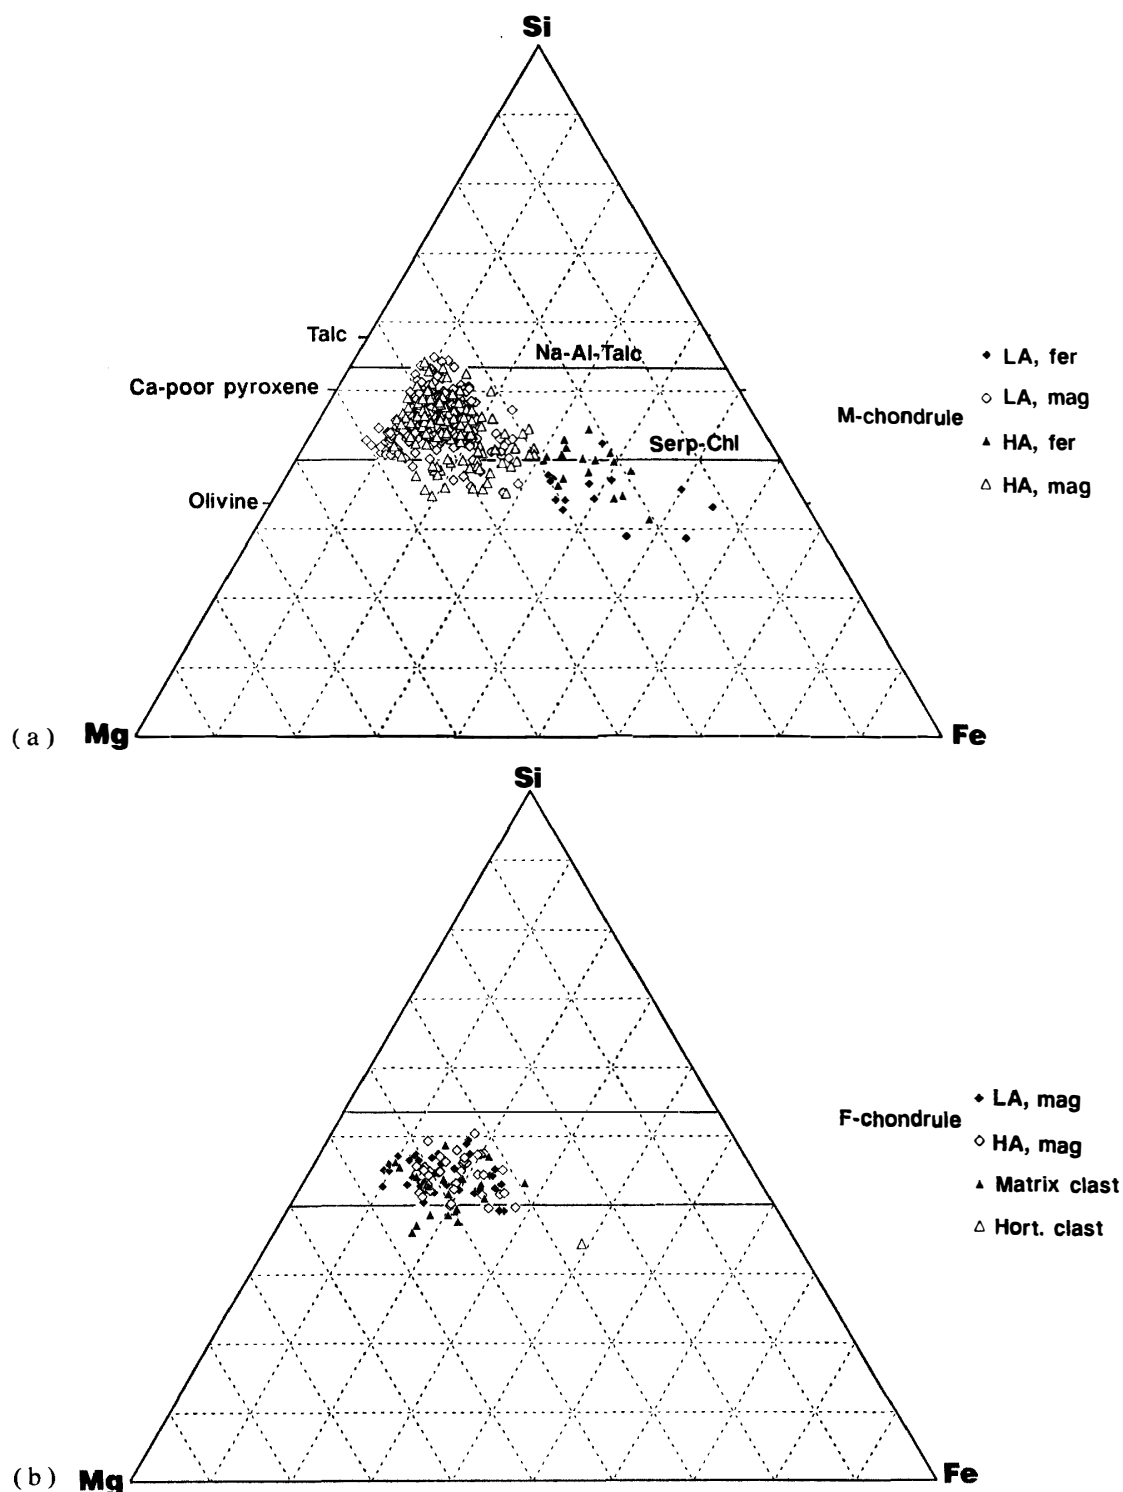 Si
Talc
Na-Al-Talc
Ca-poor pyroxene
Serp-Chl
Olivine
M-chondrule
LA, fer
LA, mag
HA, fer
HA, mag
(a)
Mg
Fe
Si
F-chondrule
LA, mag
HA, mag
Matrix clast
Hort. clast
(b)
Mg
Fe